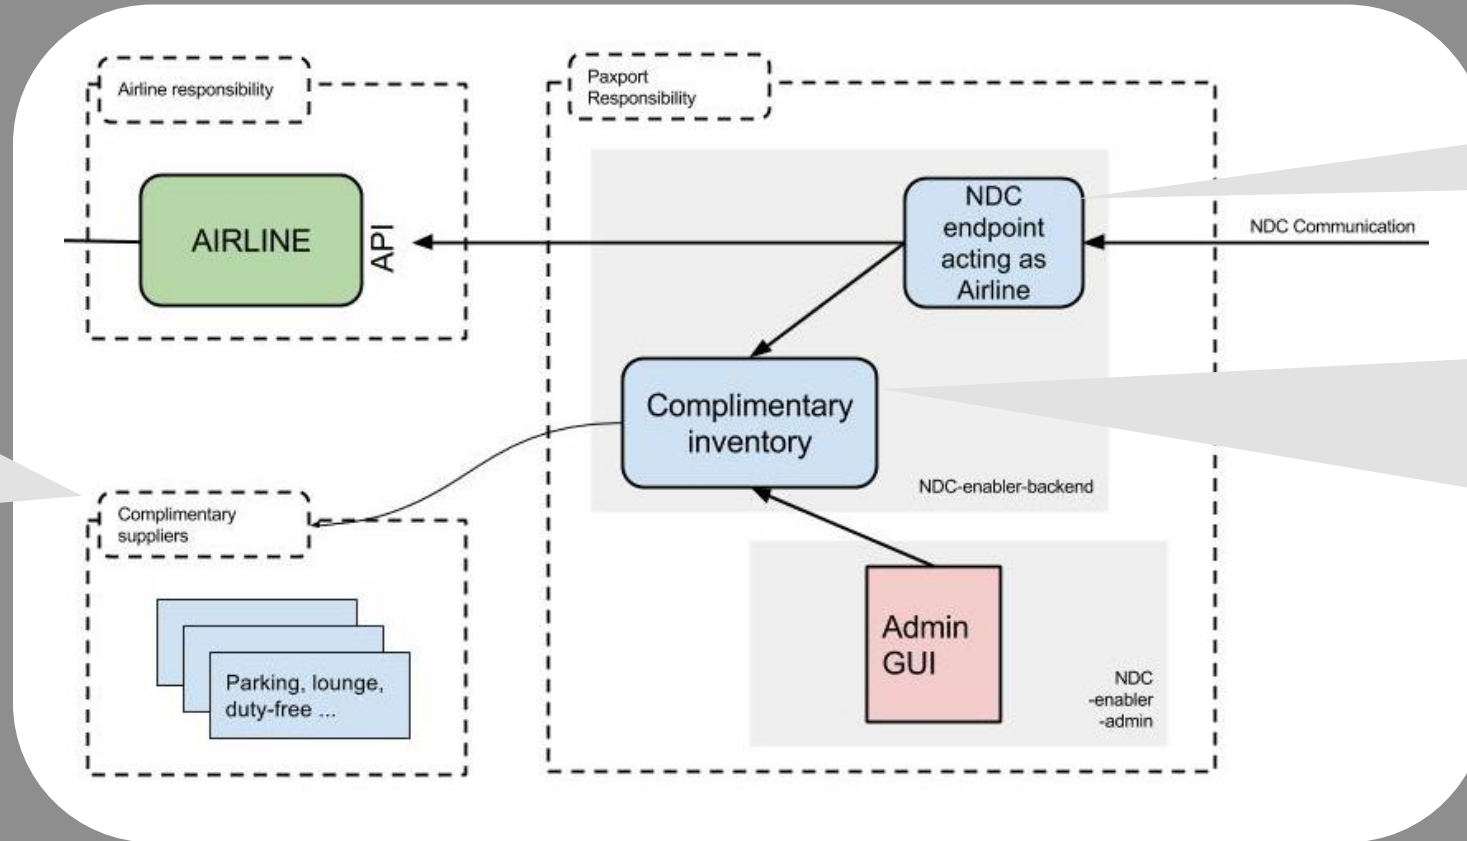 Airline responsibility
Paxport
Responsibility
AIRLINE
API
NDC
endpoint
acting as
Airline
NDC Communication
Complimentary
inventory
NDC-enabler-backend
Complimentary
suppliers
Parking, lounge,
duty-free ...
Admin
GUI
NDC
-enabler
-admin